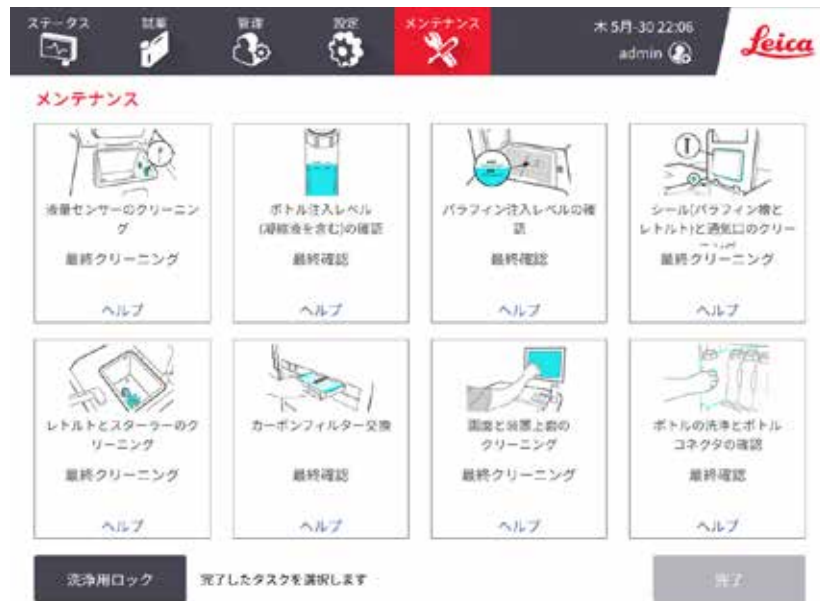 ステータス
試薬
管理
設定
メンテナンス
木 5月-30 22:06
admin
Leica
メンテナンス
液量センサーのクリーニン
グ
最終クリーニング
ヘルプ
ボトル注入レベル
(凝縮液を含む)の確認
最終確認
ヘルプ
パラフィン注入レベルの確
認
最終確認
ヘルプ
シール(パラフィン槽と
レトルト)と通気口のクリー
最終クリーニング
ヘルプ
レトルトとスターラーのク
リーニング
最終クリーニング
ヘルプ
カーボンフィルター交換
最終確認
ヘルプ
画面と装置上面の
クリーニング
最終クリーニング
ヘルプ
ボトルの洗浄とボトル
コネクタの確認
最終確認
ヘルプ
洗浄用ロック
完了したタスクを選択します
完了